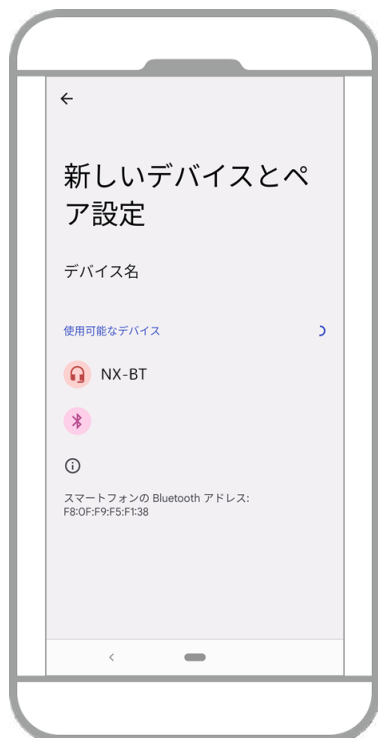 新しいデバイスとペ
ア設定
デバイス名
使用可能なデバイス
NX-BT
スマートフォンの Bluetooth アドレス:
F8:0F:F9:F5:F1:38